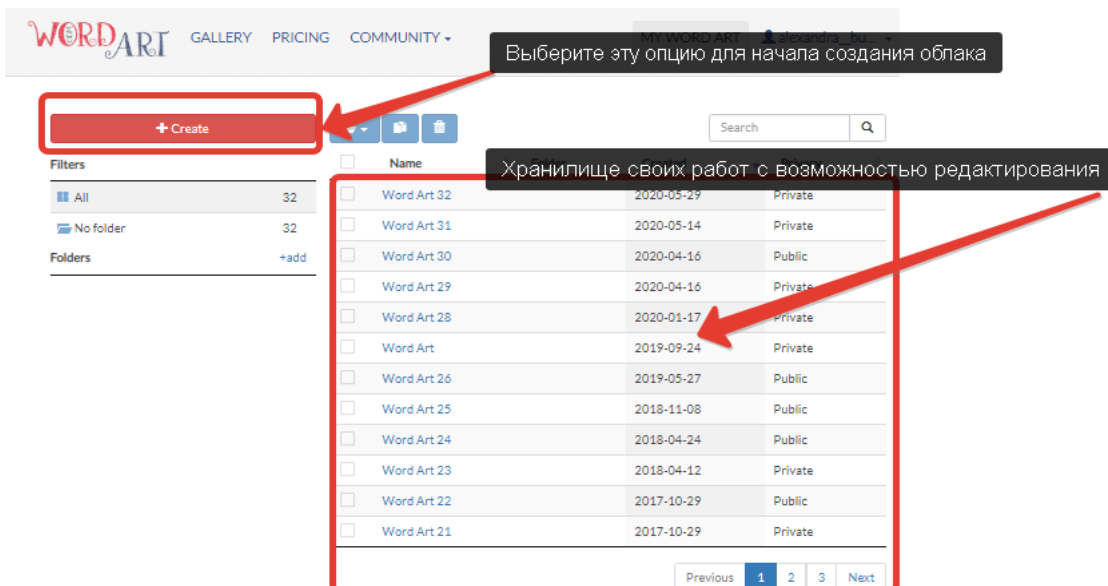 WORDART GALLERY PRICING COMMUNITY MY WORD ART alexandra_bu...
Выберите эту опцию для начала создания облака
+ Create
Search
Filters
Name
Хранилище своих работ с возможностью редактирования
All 32
Word Art 32 2020-05-29 Private
No folder 32
Word Art 31 2020-05-14 Private
Folders +add
Word Art 30 2020-04-16 Public
Word Art 29 2020-04-16 Private
Word Art 28 2020-01-17 Private
Word Art 2019-09-24 Private
Word Art 26 2019-05-27 Public
Word Art 25 2018-11-08 Public
Word Art 24 2018-04-24 Public
Word Art 23 2018-04-12 Private
Word Art 22 2017-10-29 Public
Word Art 21 2017-10-29 Private
Previous 1 2 3 Next